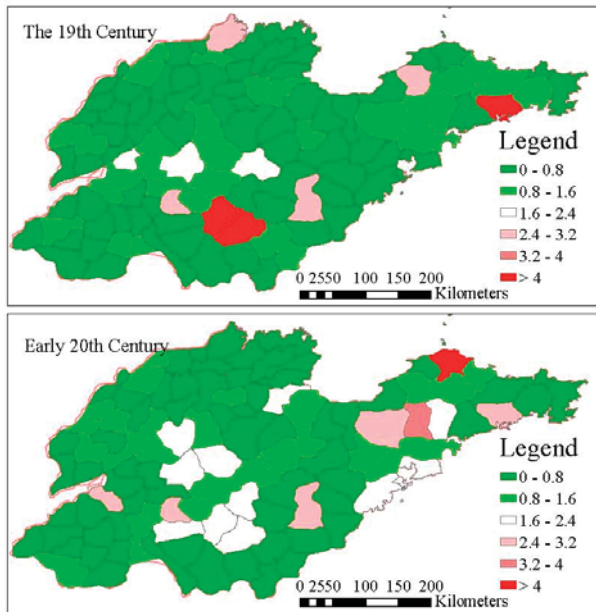 The 19th Century
Legend
0 - 0.8
0.8 - 1.6
1.6 - 2.4
2.4 - 3.2
3.2 - 4
> 4
0 2550 100 150 200
Kilometers
Early 20th Century
Legend
0 - 0.8
0.8 - 1.6
1.6 - 2.4
2.4 - 3.2
3.2 - 4
> 4
0 2550 100 150 200
Kilometers